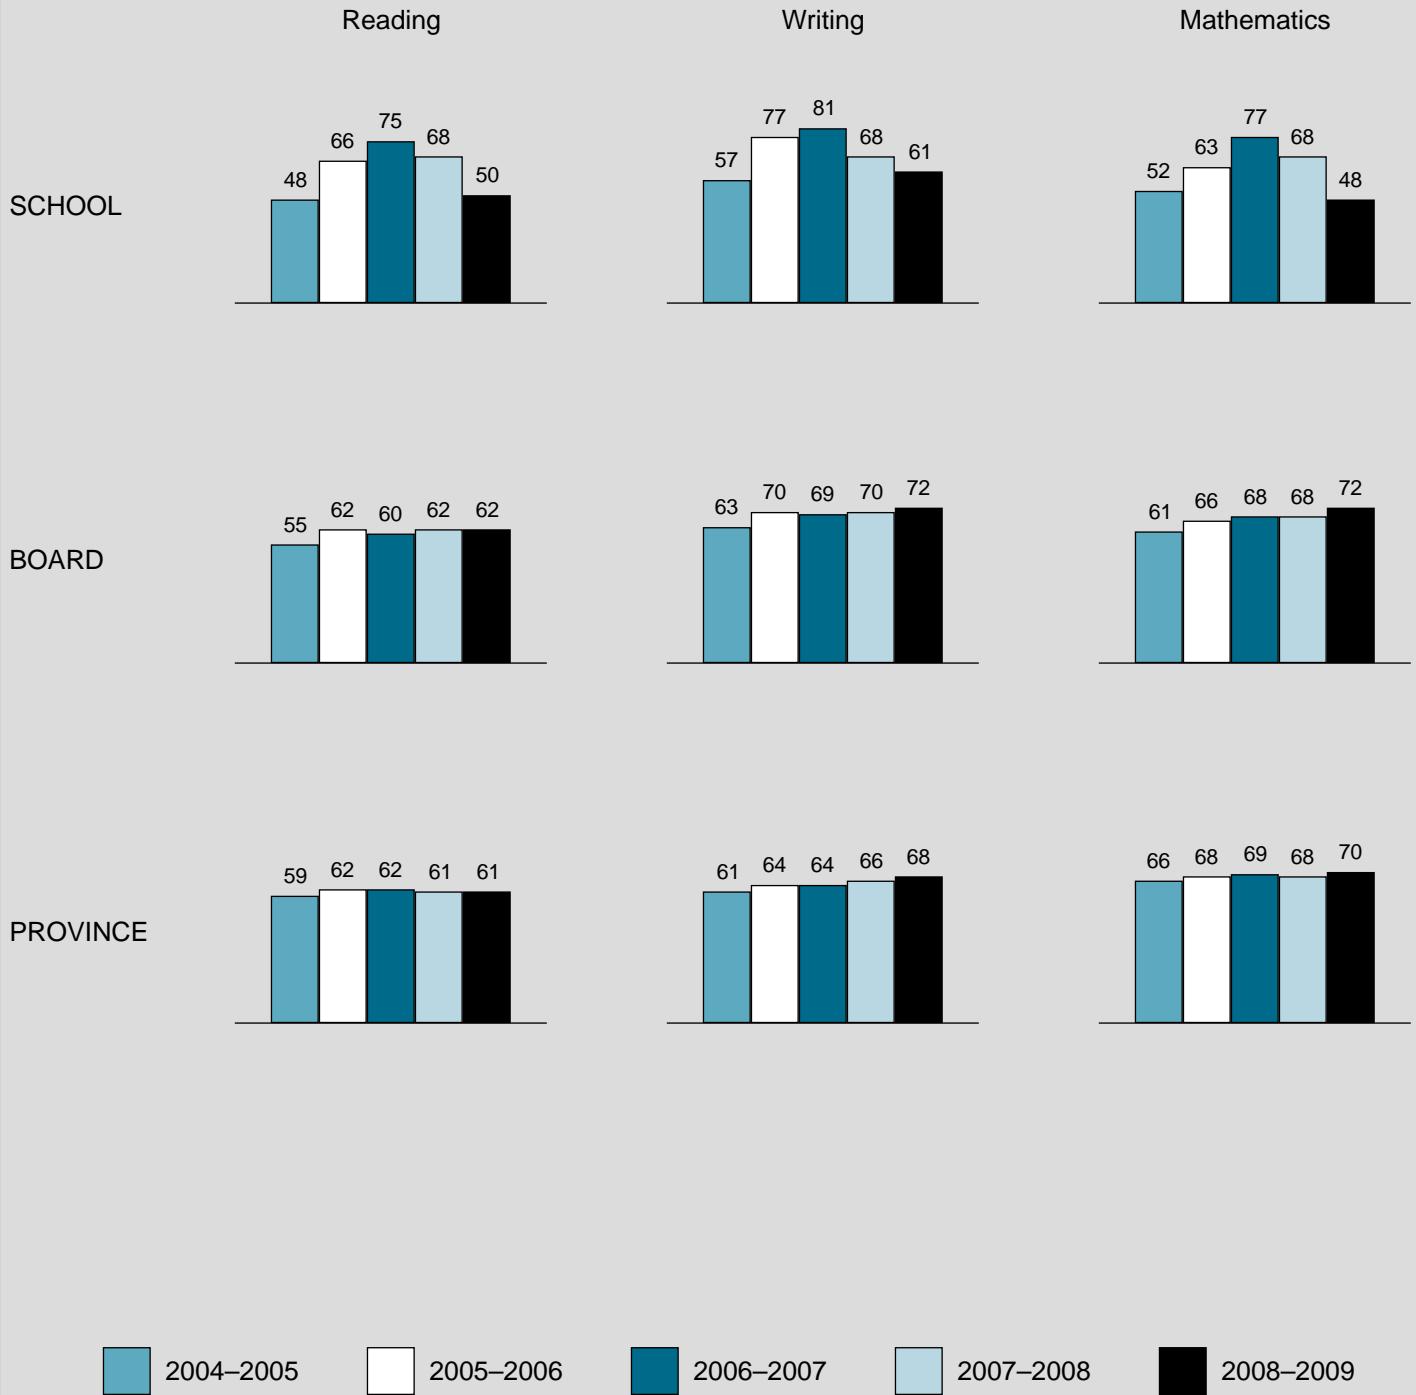 Reading Writing Mathematics
SCHOOL
48 66 75 68 50
57 77 81 68 61
52 63 77 68 48
BOARD
55 62 60 62 62
63 70 69 70 72
61 66 68 68 72
PROVINCE
59 62 62 61 61
61 64 64 66 68
66 68 69 68 70
2004–2005 2005–2006 2006–2007 2007–2008 2008–2009